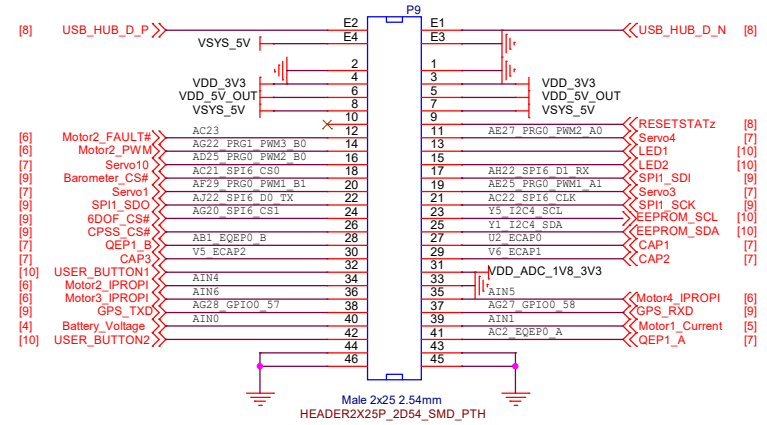 P9
[8] USB_HUB_D_P E2 E1 USB_HUB_D_N [8]
VSYS_5V E4 E3
2 1
VDD_3V3 4 3 VDD_3V3
VDD_5V_OUT 6 5 VDD_5V_OUT
VSYS_5V 8 7 VSYS_5V
10 9 RESETSTATz [8]
[6] Motor2_FAULT# AC23 12 11 AE27_PRG0_PWM2_A0 Servo4 [7]
[6] Motor2_PWM AG22_PRG1_PWM3_B0 14 13 LED1 [10]
[7] Servo10 AD25_PRG0_PWM2_B0 16 15 LED2 [10]
[9] Barometer_CS# AC21_SPI6_CS0 18 17 AH22_SPI6_D1_RX SPI1_SDI [9]
[7] Servo1 AF29_PRG0_PWM1_B1 20 19 AE25_PRG0_PWM1_A1 Servo3 [7]
[9] SPI1_SDO AJ22_SPI6_D0_TX 22 21 AC22_SPI6_CLK SPI1_SCK [9]
[9] 6DOF_CS# AG20_SPI6_CS1 24 23 Y5_I2C4_SCL EEPROM_SCL [10]
[9] CPSS_CS# 26 25 Y1_I2C4_SDA EEPROM_SDA [10]
[7] QEP1_B AB1_EQEP0_B 28 27 U2_ECAP0 CAP1 [7]
[7] CAP3 V5_ECAP2 30 29 V6_ECAP1 CAP2 [7]
[10] USER_BUTTON1 32 31 VDD_ADC_1V8_3V3
[6] Motor2_IPROPI AIN4 34 33
[6] Motor3_IPROPI AIN6 36 35 AIN5 Motor4_IPROPI [6]
[9] GPS_TXD AG28_GPIO0_57 38 37 AG27_GPIO0_58 GPS_RXD [9]
[4] Battery_Voltage AIN0 40 39 AIN1 Motor1_Current [5]
[10] USER_BUTTON2 42 41 AC2_EQEP0_A QEP1_A [7]
44 43
46 45
Male 2x25 2.54mm
HEADER2X25P_2D54_SMD_PTH